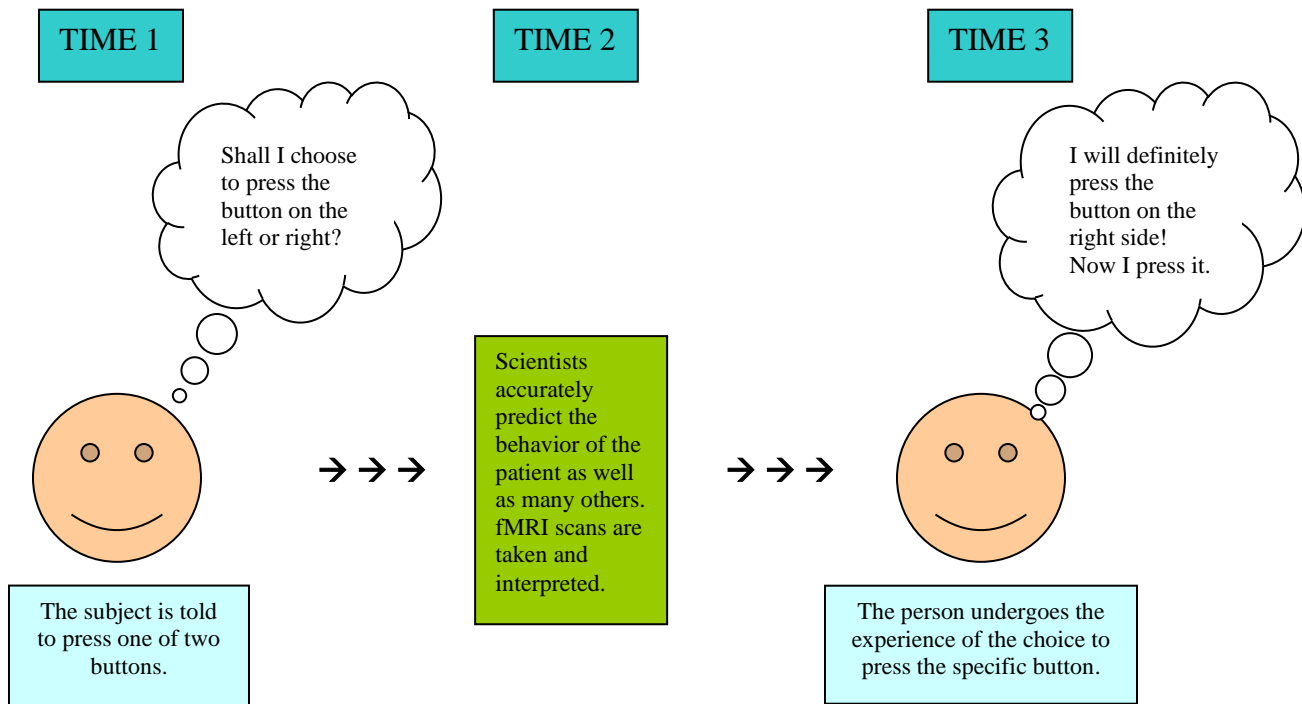 TIME 1
TIME 2
TIME 3
Shall I choose
to press the
button on the
left or right?
I will definitely
press the
button on the
right side!
Now I press it.
Scientists
accurately
predict the
behavior of the
patient as well
as many others.
fMRI scans are
taken and
interpreted.
The subject is told
to press one of two
buttons.
The person undergoes the
experience of the choice to
press the specific button.